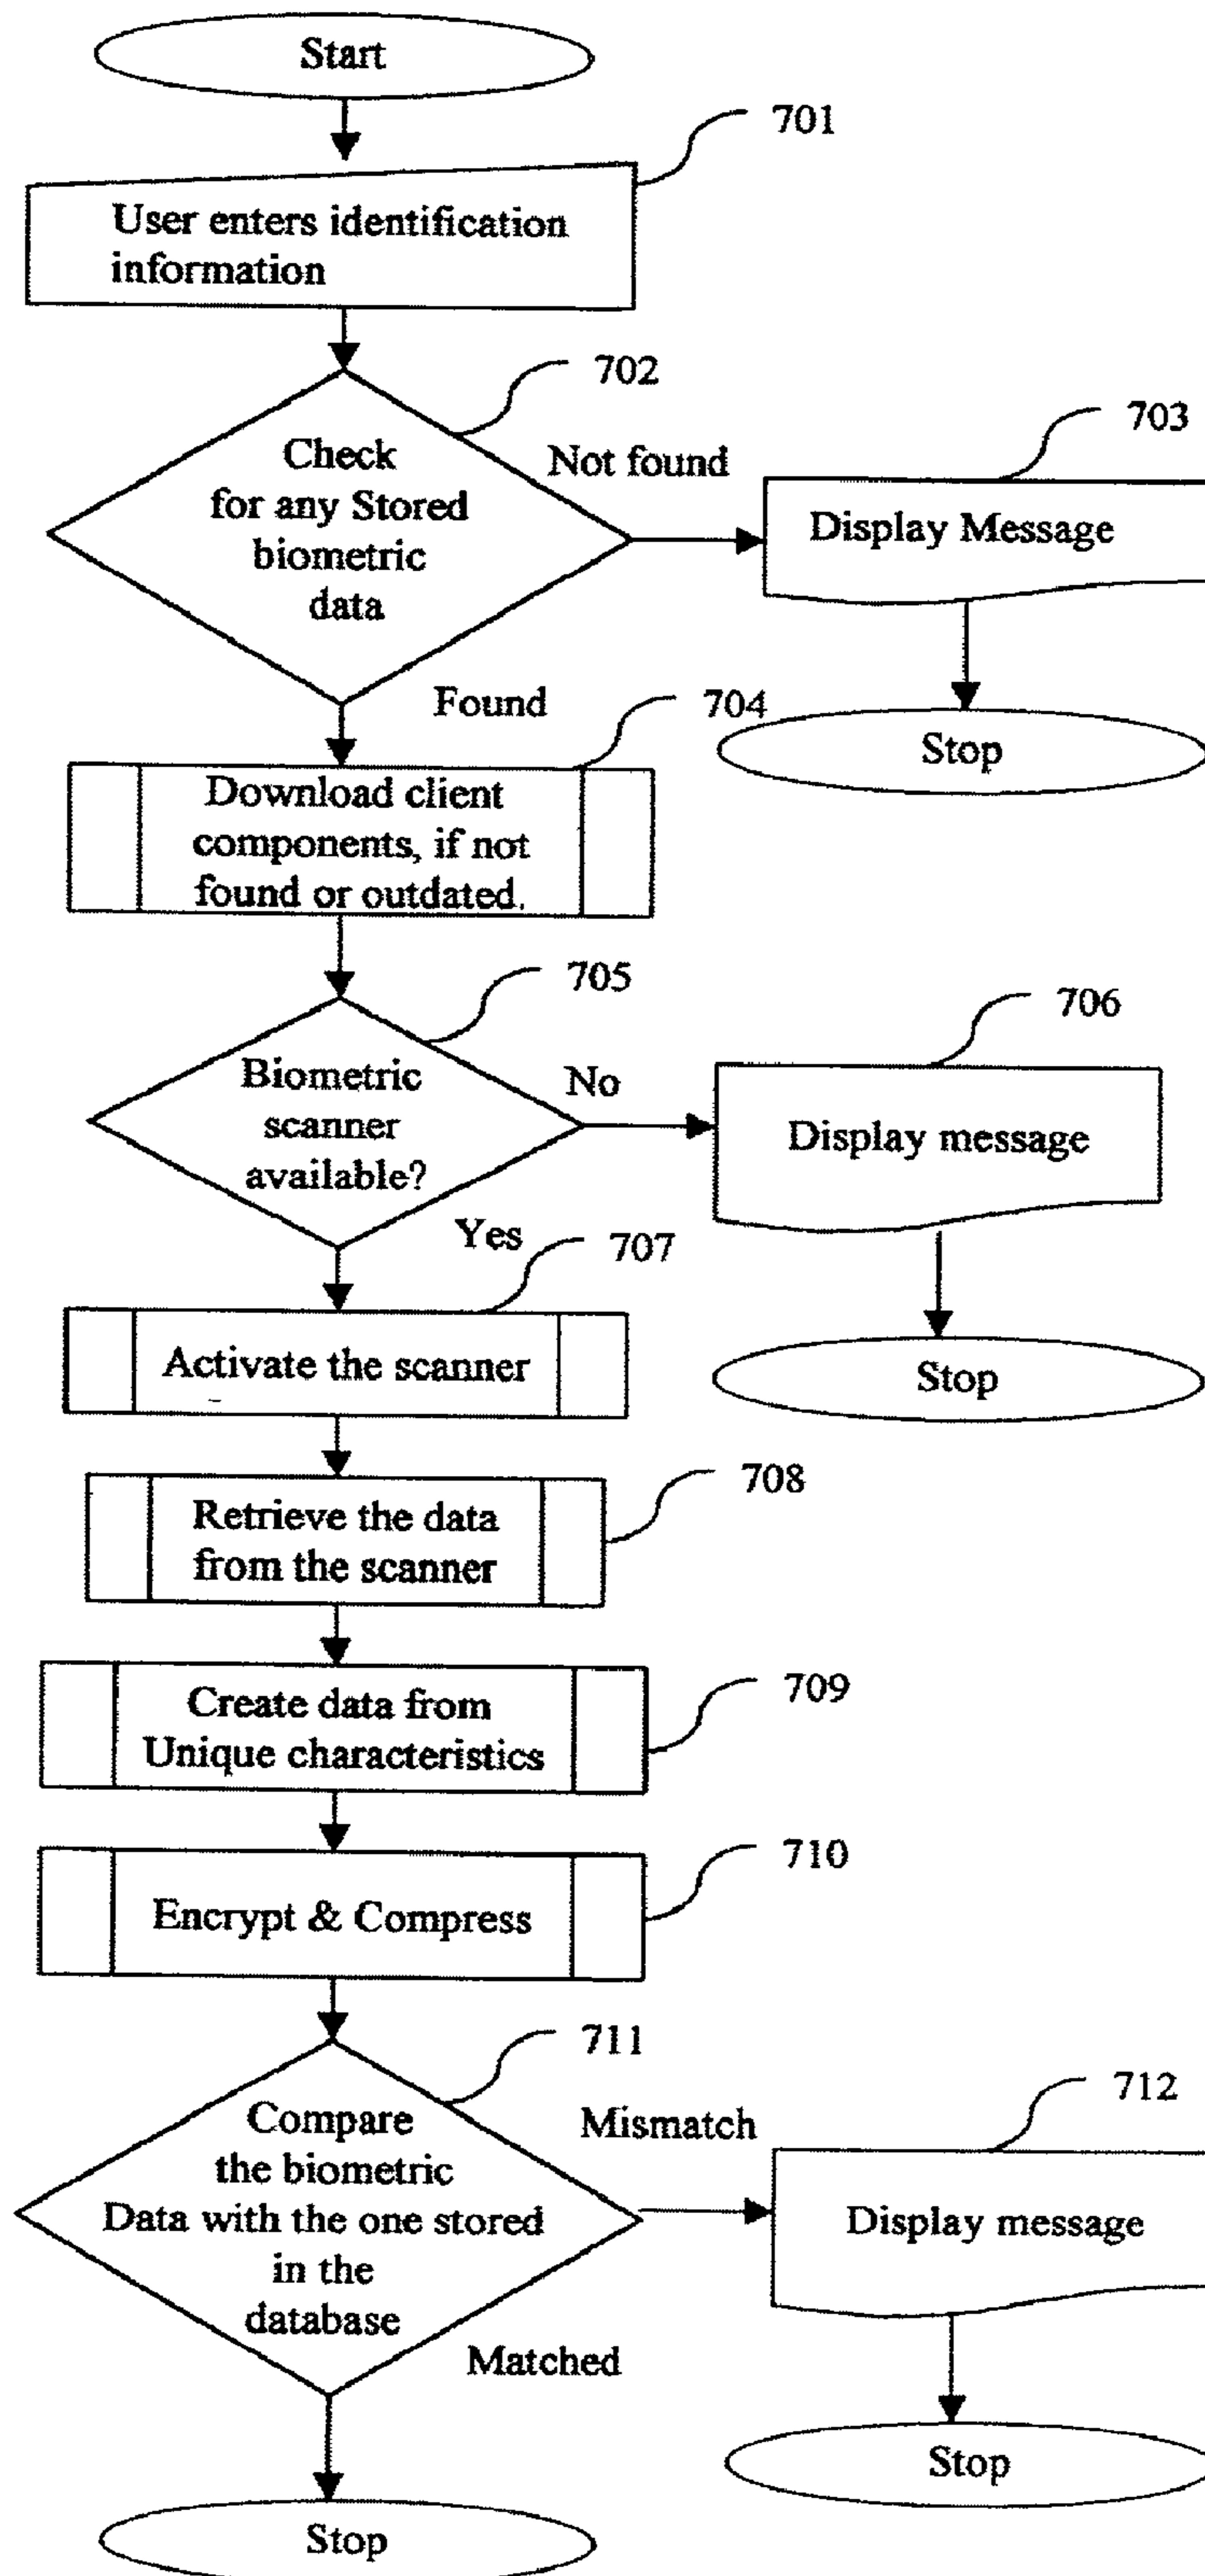 Start
701
User enters identification
information
702
Check
for any Stored
biometric
data
Not found
703
Display Message
Stop
Found
704
Download client
components, if not
found or outdated.
705
Biometric
scanner
available?
No
706
Display message
Stop
Yes
707
Activate the scanner
708
Retrieve the data
from the scanner
709
Create data from
Unique characteristics
710
Encrypt & Compress
711
Compare
the biometric
Data with the one stored
in the
database
Mismatch
712
Display message
Stop
Matched
Stop